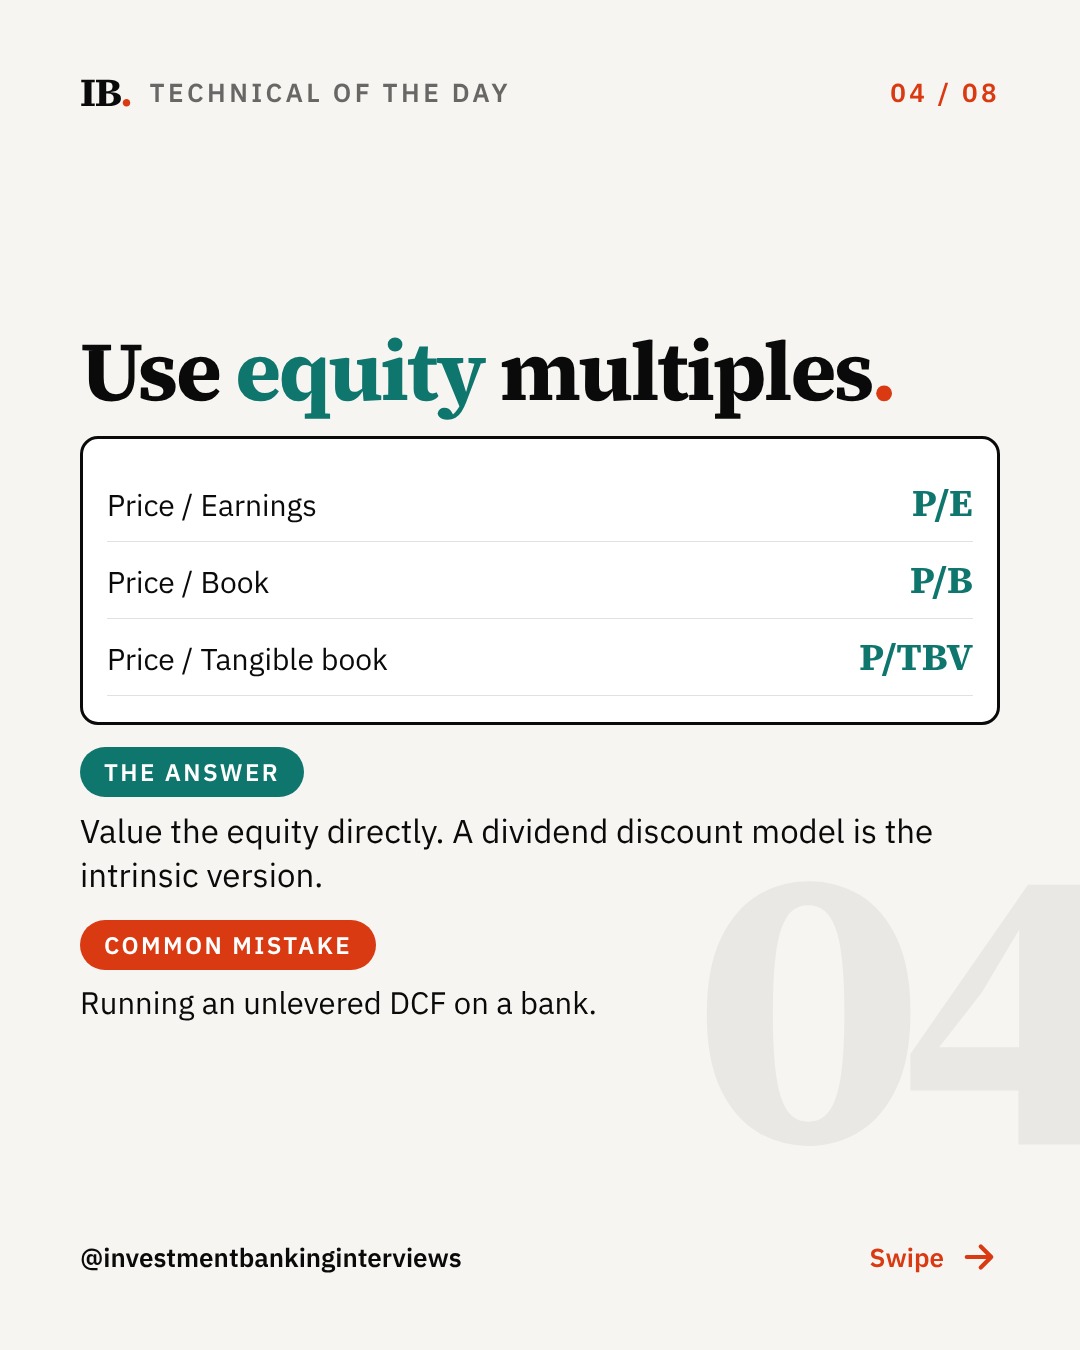 IB. TECHNICAL OF THE DAY
04 / 08
Use equity multiples.
Price / Earnings P/E
Price / Book P/B
Price / Tangible book P/TBV
THE ANSWER
Value the equity directly. A dividend discount model is the
intrinsic version.
COMMON MISTAKE
Running an unlevered DCF on a bank.
04
@investmentbankinginterviews
Swipe →